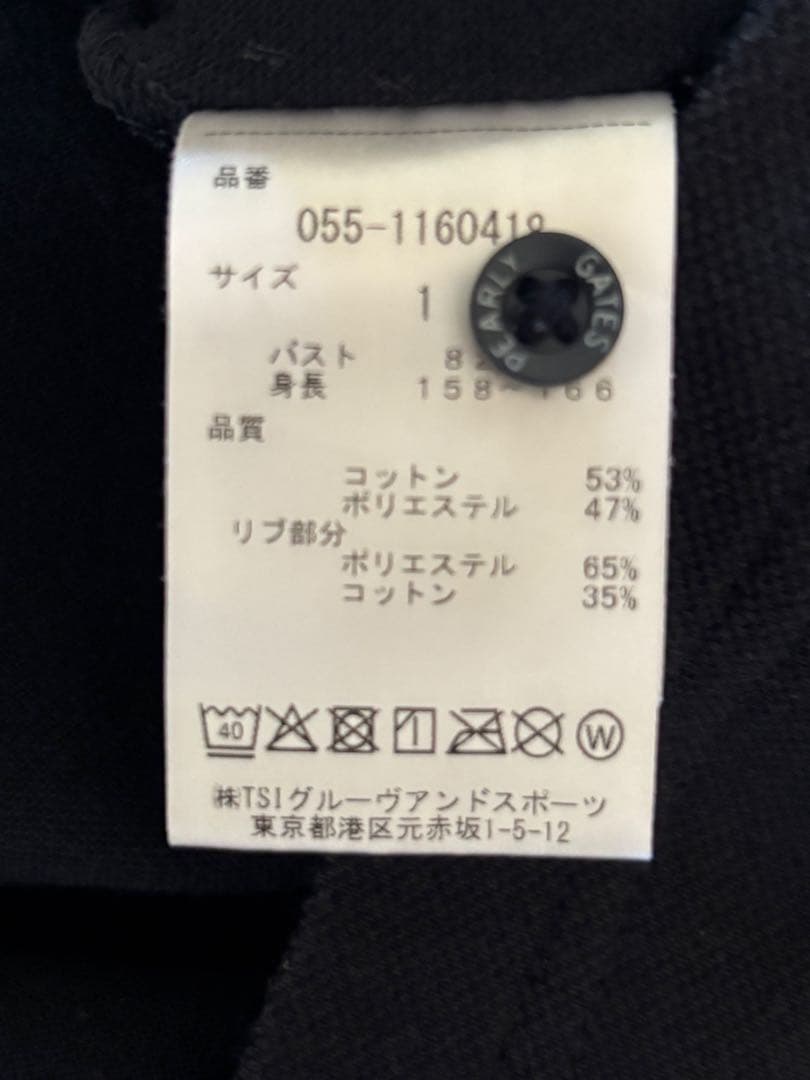 品番
055-1160418
サイズ
1
PEARLY GATES
バスト 82
身長 158～166
品質
コットン 53%
ポリエステル 47%
リブ部分
ポリエステル 65%
コットン 35%
40
W
㈱TSIグルーヴアンドスポーツ
東京都港区元赤坂1-5-12